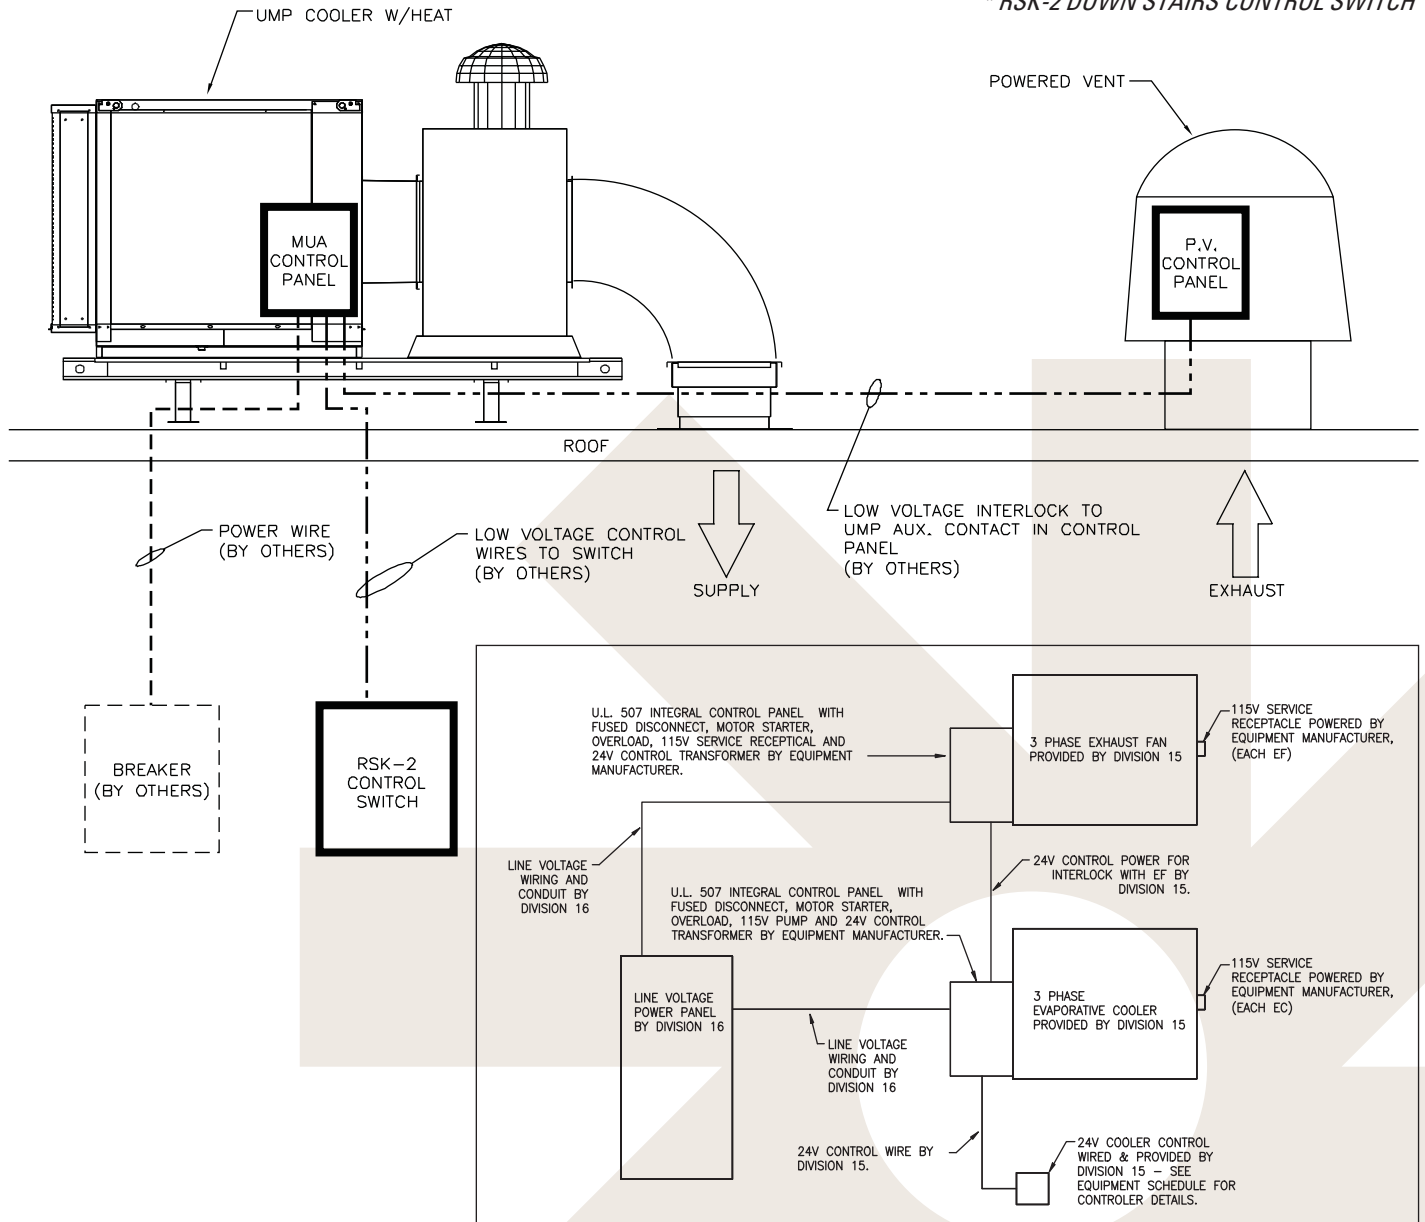 " RSK-2 DOWN STAIRS CONTROL SWITCH
UMP COOLER W/HEAT
POWERED VENT
MUA
CONTROL
PANEL
P.V.
CONTROL
PANEL
ROOF
POWER WIRE
(BY OTHERS)
LOW VOLTAGE CONTROL
WIRES TO SWITCH
(BY OTHERS)
SUPPLY
LOW VOLTAGE INTERLOCK TO
UMP AUX. CONTACT IN CONTROL
PANEL
(BY OTHERS)
EXHAUST
BREAKER
(BY OTHERS)
RSK-2
CONTROL
SWITCH
U.L. 507 INTEGRAL CONTROL PANEL WITH
FUSED DISCONNECT, MOTOR STARTER,
OVERLOAD, 115V SERVICE RECEPTICAL AND
24V CONTROL TRANSFORMER BY EQUIPMENT
MANUFACTURER.
3 PHASE EXHAUST FAN
PROVIDED BY DIVISION 15
115V SERVICE
RECEPTACLE POWERED BY
EQUIPMENT MANUFACTURER,
(EACH EF)
LINE VOLTAGE
WIRING AND
CONDUIT BY
DIVISION 16
24V CONTROL POWER FOR
INTERLOCK WITH EF BY
DIVISION 15.
U.L. 507 INTEGRAL CONTROL PANEL WITH
FUSED DISCONNECT, MOTOR STARTER,
OVERLOAD, 115V PUMP AND 24V CONTROL
TRANSFORMER BY EQUIPMENT MANUFACTURER.
LINE VOLTAGE
POWER PANEL
BY DIVISION 16
3 PHASE
EVAPORATIVE COOLER
PROVIDED BY DIVISION 15
115V SERVICE
RECEPTACLE POWERED BY
EQUIPMENT MANUFACTURER,
(EACH EC)
LINE VOLTAGE
WIRING AND
CONDUIT BY
DIVISION 16
24V CONTROL WIRE BY
DIVISION 15.
24V COOLER CONTROL
WIRED & PROVIDED BY
DIVISION 15 - SEE
EQUIPMENT SCHEDULE FOR
CONTROLER DETAILS.